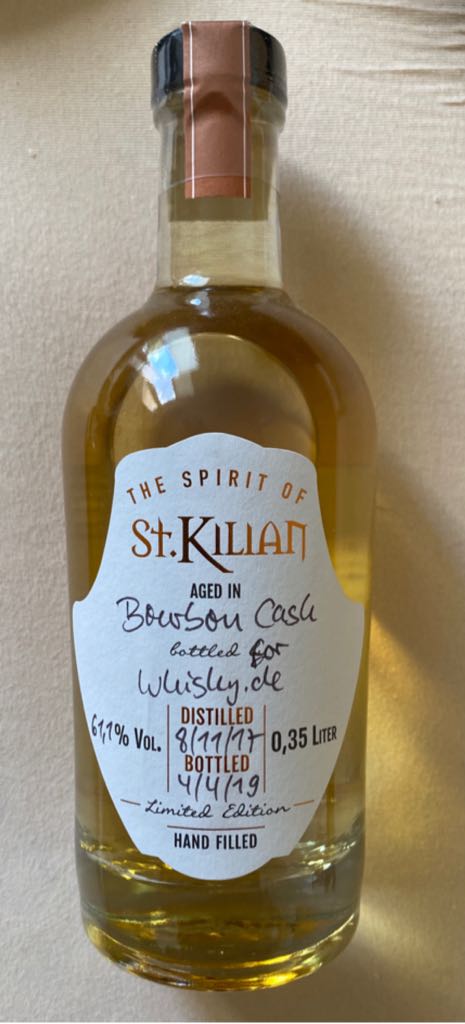 THE SPIRIT OF
St. KILIAN
AGED IN
Bourbon Cask
bottled for
Whisky.de
61,1% VOL.
DISTILLED
8/11/17
BOTTLED
4/4/19
0,35 LITER
Limited Edition
HAND FILLED